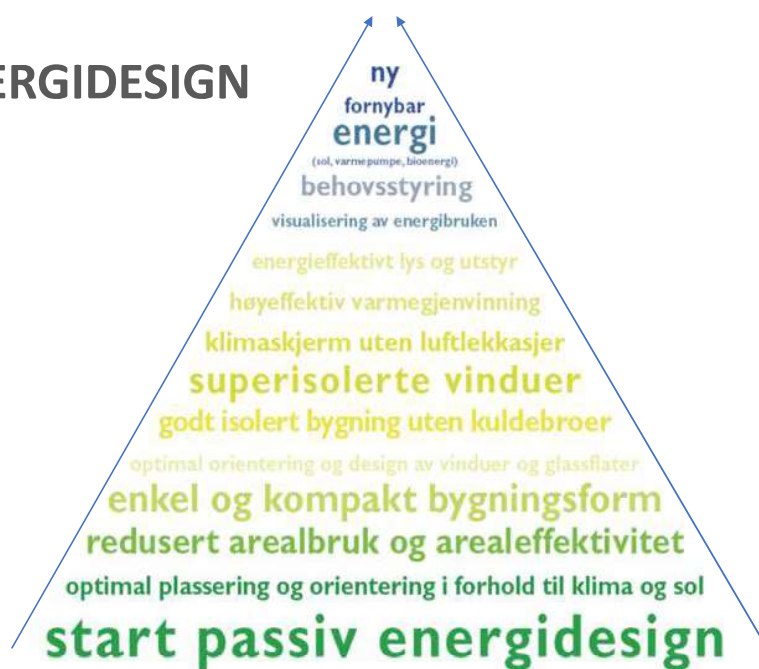 ERGIDESIGN
ny
fornybar
energi
(sol, varmepumpe, bioenergi)
behovsstyring
visualisering av energibruken
energieffektivt lys og utstyr
høyeffektiv varmegjenvinning
klimaskjerm uten luftlekkasjer
superisolerte vinduer
godt isolert bygning uten kuldebroer
optimal orientering og design av vinduer og glassflater
enkel og kompakt bygningsform
redusert arealbruk og arealeffektivitet
optimal plassering og orientering i forhold til klima og sol
start passiv energidesign